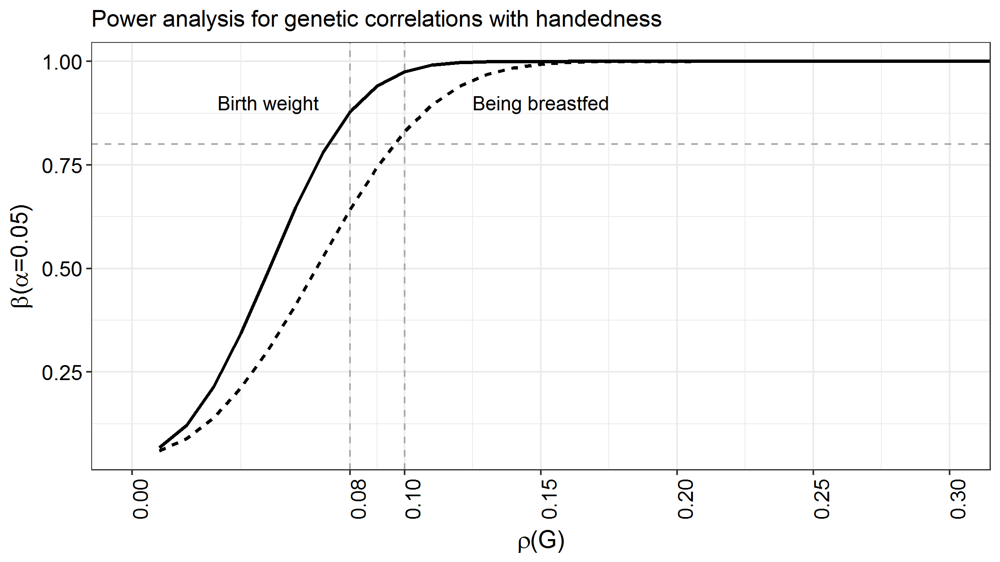 Power analysis for genetic correlations with handedness
1.00
0.75
0.50
0.25
β(α=0.05)
Birth weight
Being breastfed
0.00
0.08
0.10
0.15
0.20
0.25
0.30
ρ(G)